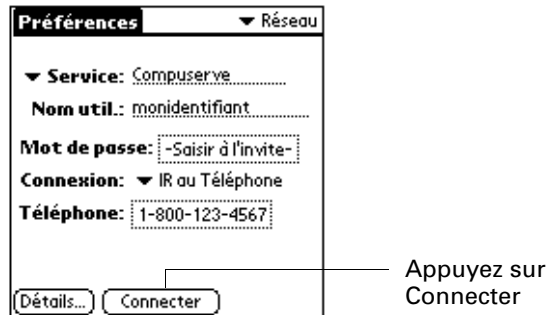 Préférences ▼ Réseau
▼ Service: Compuserve
Nom util.: monidentifiant
Mot de passe: -Saisir à l'invite-
Connexion: ▼ IR au Téléphone
Téléphone: 1-800-123-4567
Détails... Connecter
Appuyez sur
Connecter